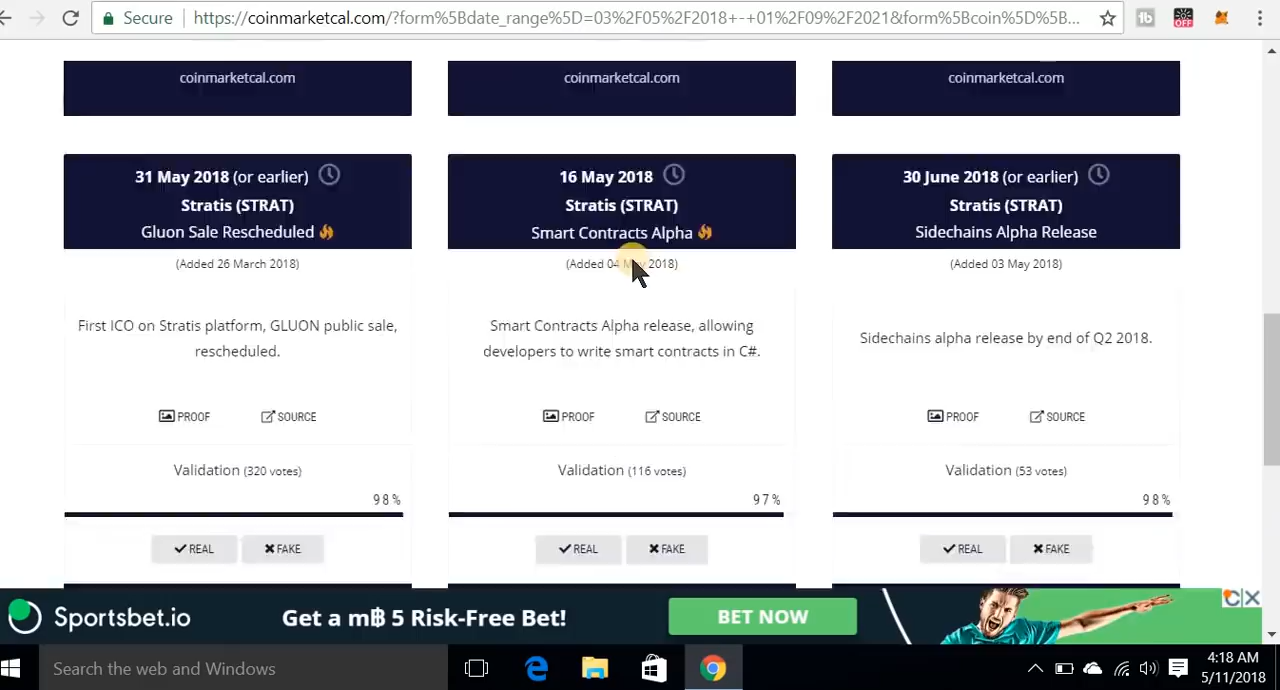 Secure https://coinmarketcal.com/?form%5Bdate_range%5D=03%2F05%2F2018+-+01%2F09%2F2021&form%5Bcoin%5D%5B...
coinmarketcal.com
coinmarketcal.com
coinmarketcal.com
31 May 2018 (or earlier)
Stratis (STRAT)
Gluon Sale Rescheduled
(Added 26 March 2018)
First ICO on Stratis platform, GLUON public sale,
rescheduled.
PROOF SOURCE
Validation (320 votes)
98%
REAL FAKE
16 May 2018
Stratis (STRAT)
Smart Contracts Alpha
(Added 04 May 2018)
Smart Contracts Alpha release, allowing
developers to write smart contracts in C#.
PROOF SOURCE
Validation (116 votes)
97%
REAL FAKE
30 June 2018 (or earlier)
Stratis (STRAT)
Sidechains Alpha Release
(Added 03 May 2018)
Sidechains alpha release by end of Q2 2018.
PROOF SOURCE
Validation (53 votes)
98%
REAL FAKE
Sportsbet.io Get a m฿ 5 Risk-Free Bet! BET NOW
Search the web and Windows
4:18 AM
5/11/2018